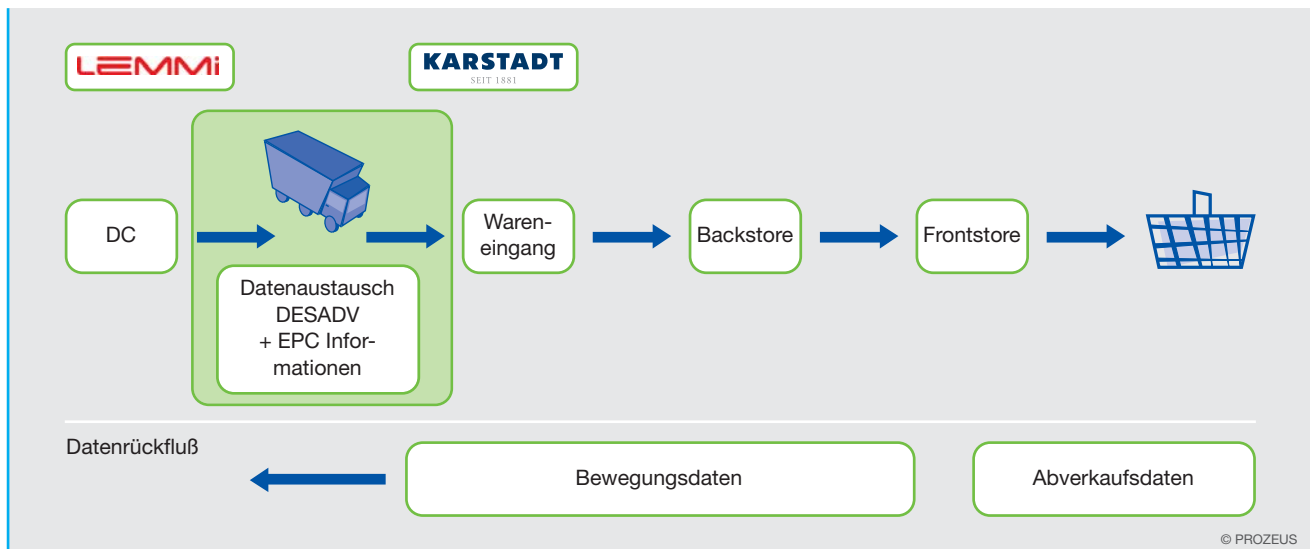 LEMMi
KARSTADT
SEIT 1881
DC
Waren-
eingang
Backstore
Frontstore
Datenaustausch
DESADV
+ EPC Infor-
mationen
Datenrückfluß
Bewegungsdaten
Abverkaufsdaten
© PROZEUS